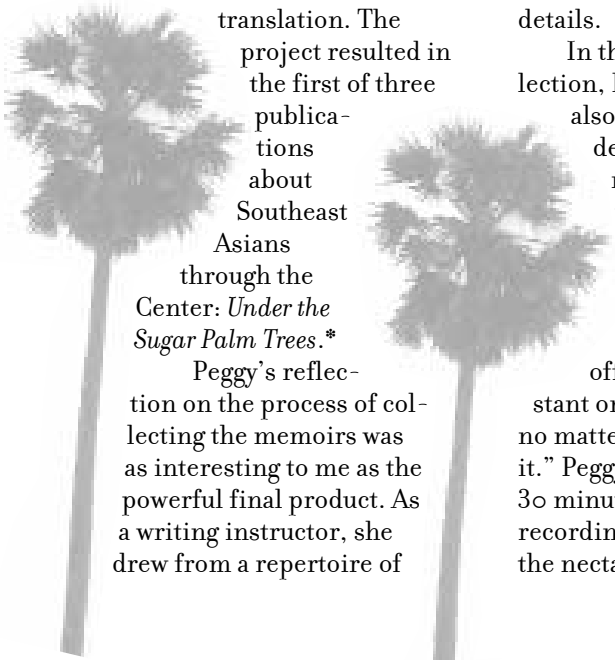 translation. The
project resulted in
the first of three
publica-
tions
about
Southeast
Asians
through the
Center: Under the
Sugar Palm Trees.*
Peggy's reflec-
tion on the process of col-
lecting the memoirs was
as interesting to me as the
powerful final product. As
a writing instructor, she
drew from a repertoire of
details.
In th
lection,
also
de
off
stant or
no matte
it." Pegg
30 minu
recordin
the necta